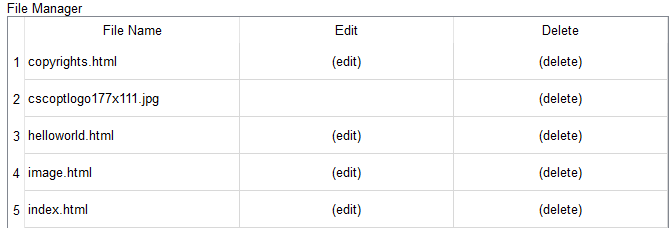 File Manager
File Name Edit Delete
1 copyrights.html (edit) (delete)
2 cscoptlogo177x111.jpg (delete)
3 helloworld.html (edit) (delete)
4 image.html (edit) (delete)
5 index.html (edit) (delete)